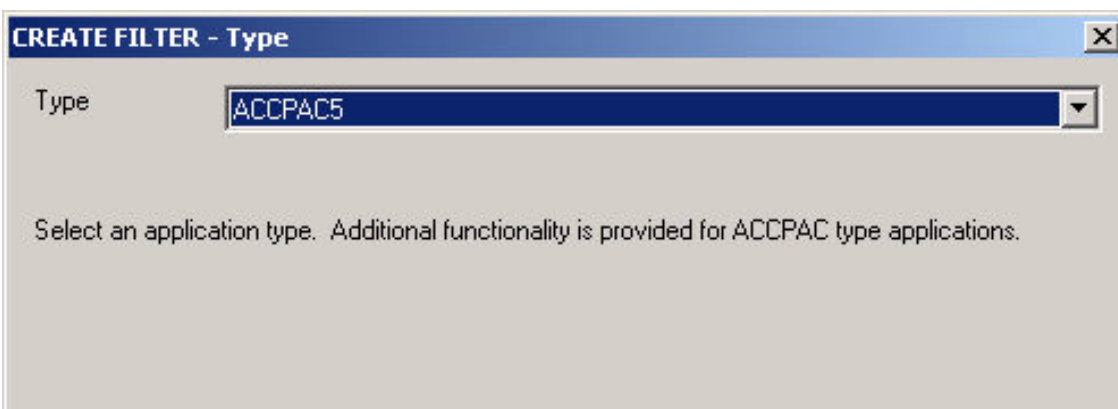 CREATE FILTER - Type
Type
ACCPAC5
Select an application type.  Additional functionality is provided for ACCPAC type applications.